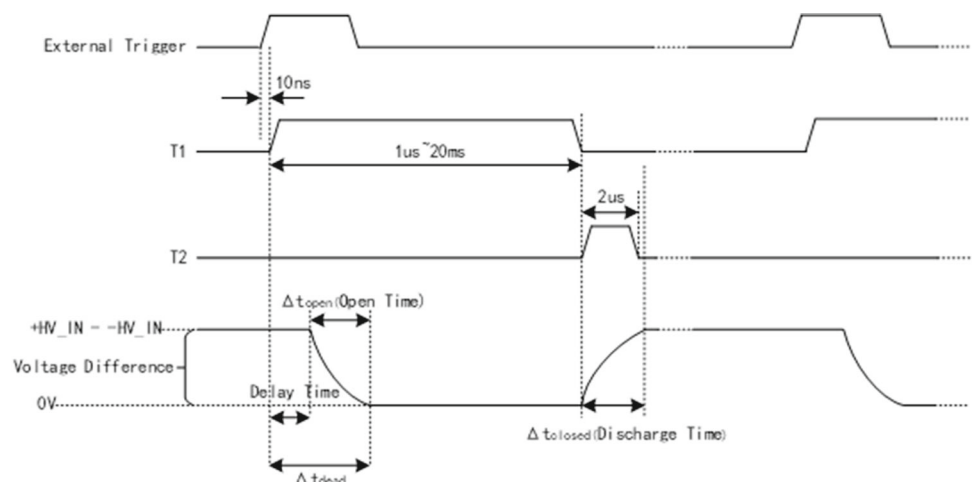 External Trigger
10ns
T1
1us~20ms
2us
T2
Δtopen(Open Time)
+HV_IN - -HV_IN
Voltage Difference
Delay Time
0V
Δtclosed(Discharge Time)
Δtdead